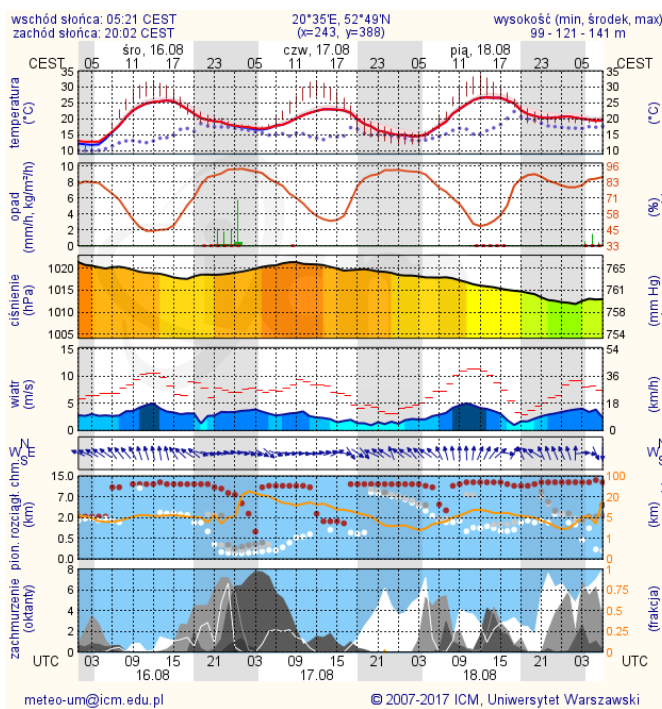 wschód słońca: 05:21 CEST 20°35'E, 52°49'N wysokość (min, środek, max)
zachód słońca: 20:02 CEST (x=243, y=388) 99 - 121 - 141 m
śro, 16.08 czw, 17.08 pią, 18.08
CEST 05 11 17 23 05 11 17 23 05 11 17 23 05 CEST
temperatura (°C)
35 30 25 20 15 10
35 30 25 20 15 10
(°C)
opad (mm/h, kg/m²/h)
10 8 6 4 2 0
96 83 71 58 45 33
(%)
ciśnienie (hPa)
1020 1015 1010 1005
765 761 758 754
(mm Hg)
wiatr (m/s)
15 10 5 0
54 36 18 0
(km/h)
N W E S
N W S
pion. rozciągł. chm. (km)
15.0 7.0 2.0 0.5 0.0
100 20 5 1 0
(km)
zachmurzenie (oktanty)
8 6 4 2 0
1 0.75 0.5 0.25 0
(frakcja)
UTC 03 09 15 21 03 09 15 21 03 09 15 21 03 UTC
16.08 17.08 18.08
meteo-um@icm.edu.pl © 2007-2017 ICM, Uniwersytet Warszawski